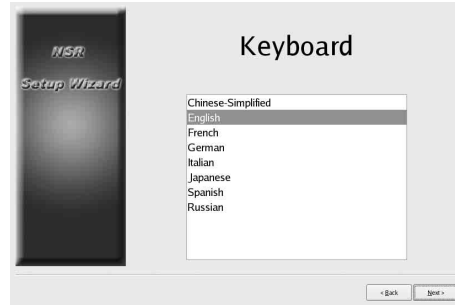 NSR
Setup Wizard
Keyboard
Chinese-Simplified
English
French
German
Italian
Japanese
Spanish
Russian
< Back
Next >